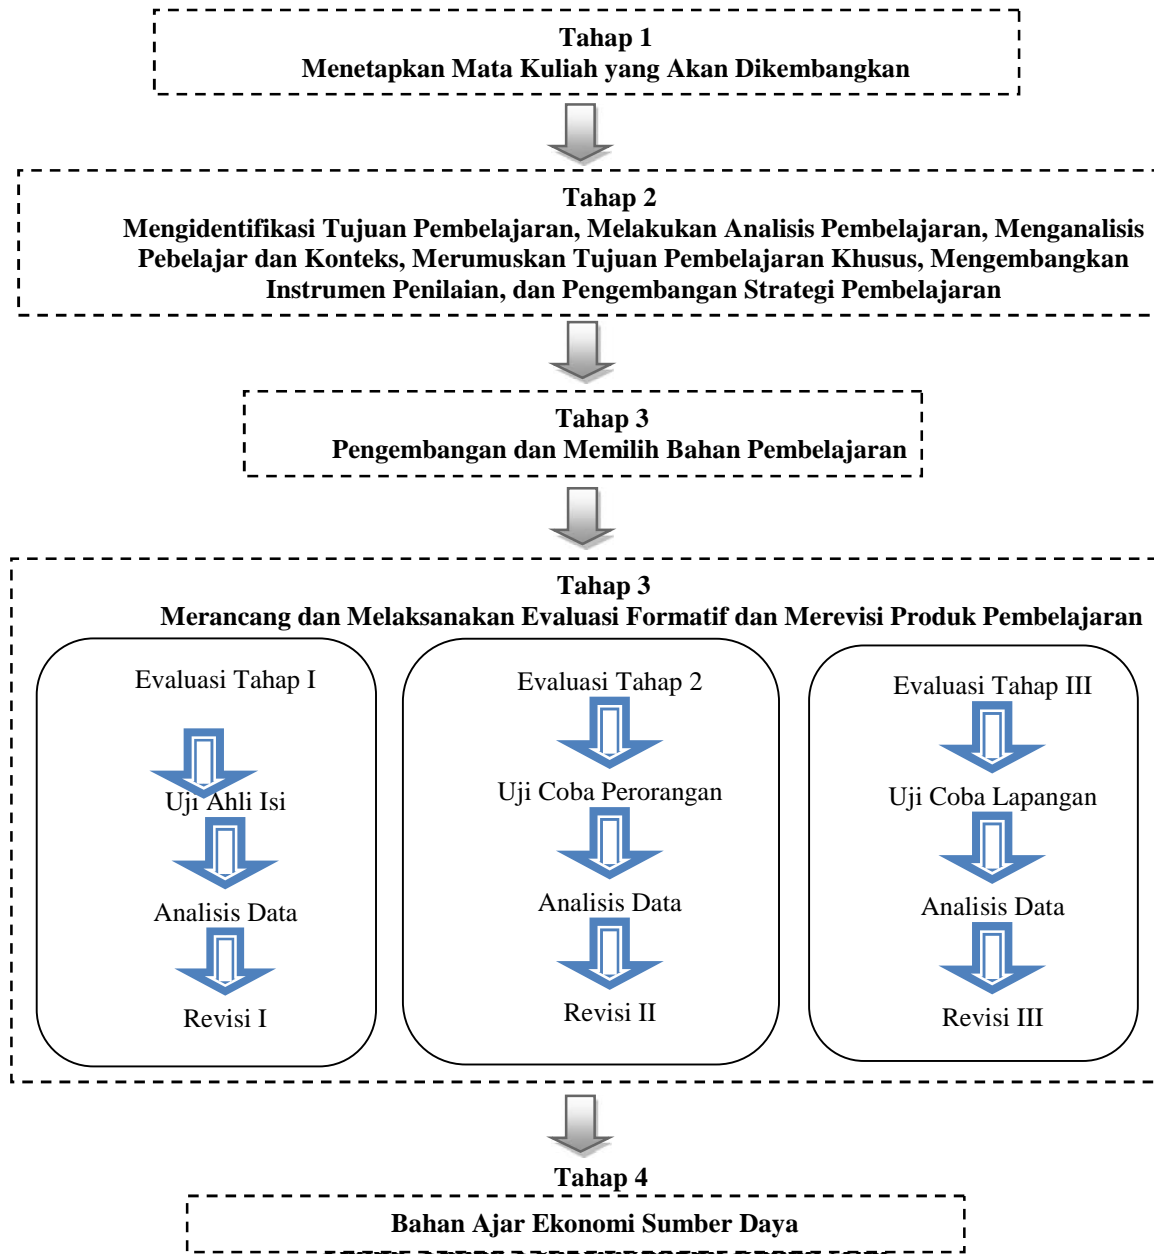 Tahap 1
Menetapkan Mata Kuliah yang Akan Dikembangkan
Tahap 2
Mengidentifikasi Tujuan Pembelajaran, Melakukan Analisis Pembelajaran, Menganalisis
Pebelajar dan Konteks, Merumuskan Tujuan Pembelajaran Khusus, Mengembangkan
Instrumen Penilaian, dan Pengembangan Strategi Pembelajaran
Tahap 3
Pengembangan dan Memilih Bahan Pembelajaran
Tahap 3
Merancang dan Melaksanakan Evaluasi Formatif dan Merevisi Produk Pembelajaran
Evaluasi Tahap I
Uji Ahli Isi
Analisis Data
Revisi I
Evaluasi Tahap 2
Uji Coba Perorangan
Analisis Data
Revisi II
Evaluasi Tahap III
Uji Coba Lapangan
Analisis Data
Revisi III
Tahap 4
Bahan Ajar Ekonomi Sumber Daya